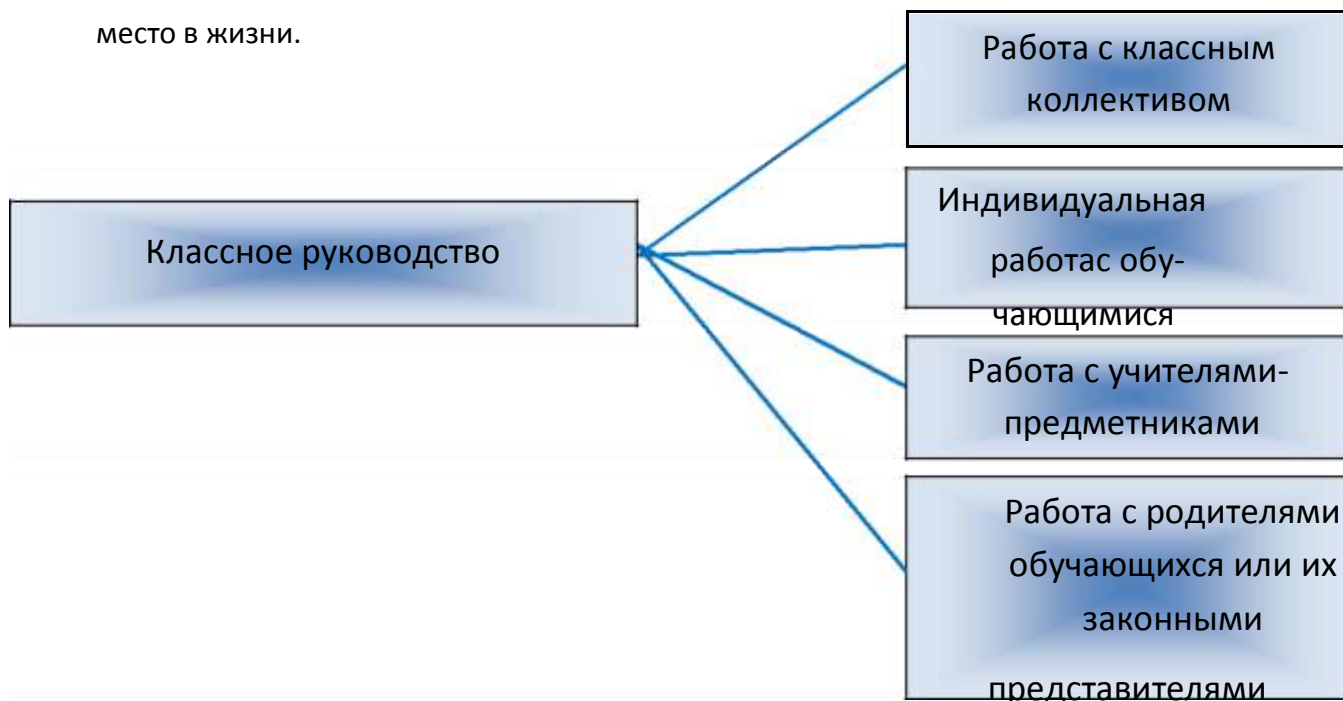 место в жизни.
Классное руководство
Работа с классным
коллективом
Индивидуальная
работас обу-
чающимися
Работа с учителями-
предметниками
Работа с родителями
обучающихся или их
законными
представителями